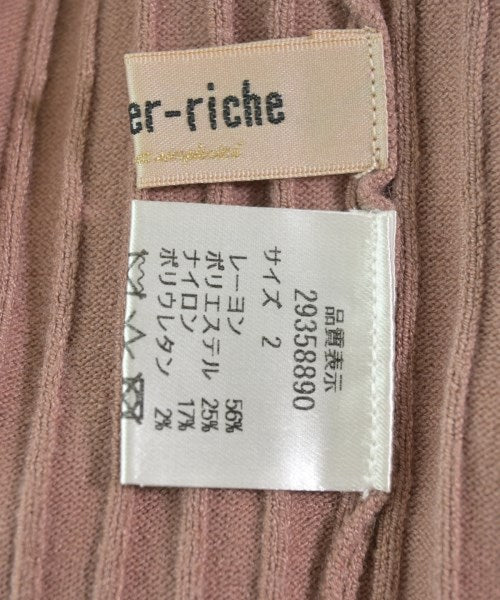 er-riche
品質表示
29358890
サイズ 2
レーヨン 56%
ポリエステル 25%
ナイロン 17%
ポリウレタン 2%